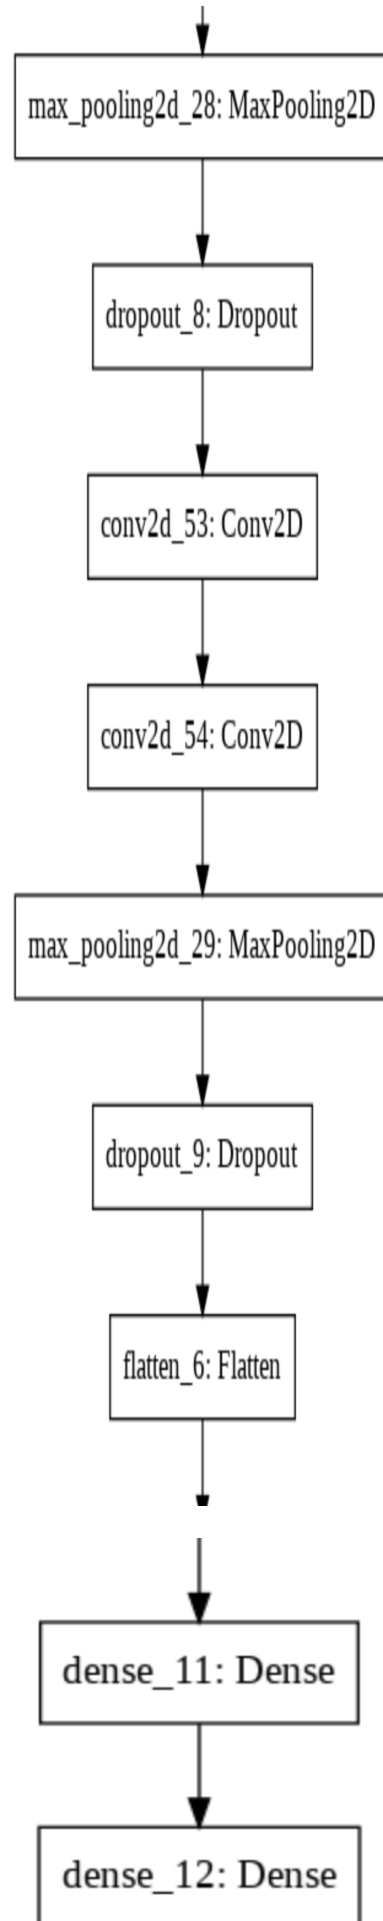 max_pooling2d_28: MaxPooling2D
dropout_8: Dropout
conv2d_53: Conv2D
conv2d_54: Conv2D
max_pooling2d_29: MaxPooling2D
dropout_9: Dropout
flatten_6: Flatten
dense_11: Dense
dense_12: Dense